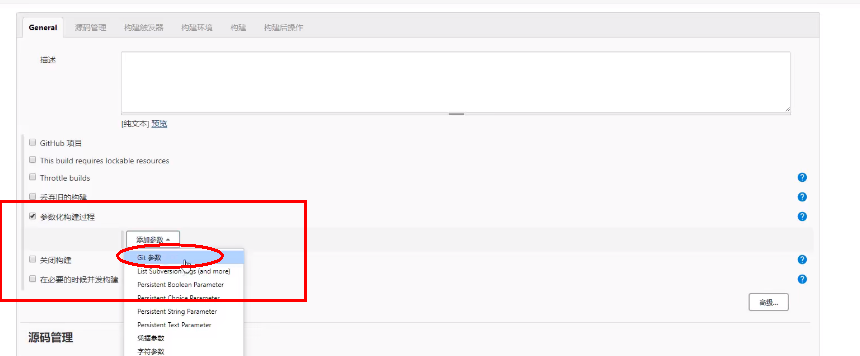 General 源码管理 构建触发器 构建环境 构建 构建后操作
描述
[纯文本] 预览
GitHub 项目
This build requires lockable resources
Throttle builds
丢弃旧的构建
参数化构建过程
添加参数
Git 参数
关闭构建
List Subversion tags (and more)
在必要的时候并发构建
Persistent Boolean Parameter
Persistent Choice Parameter
高级...
Persistent String Parameter
Persistent Text Parameter
源码管理
凭据参数
字符参数